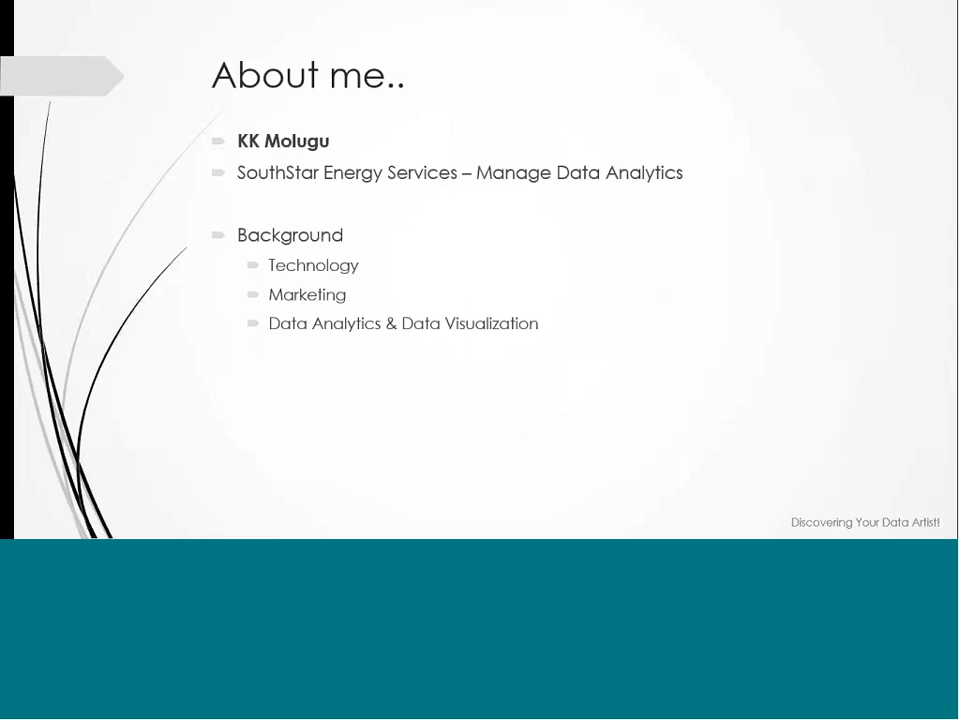 About me..
KK Molugu
SouthStar Energy Services – Manage Data Analytics
Background
Technology
Marketing
Data Analytics & Data Visualization
Discovering Your Data Artist!